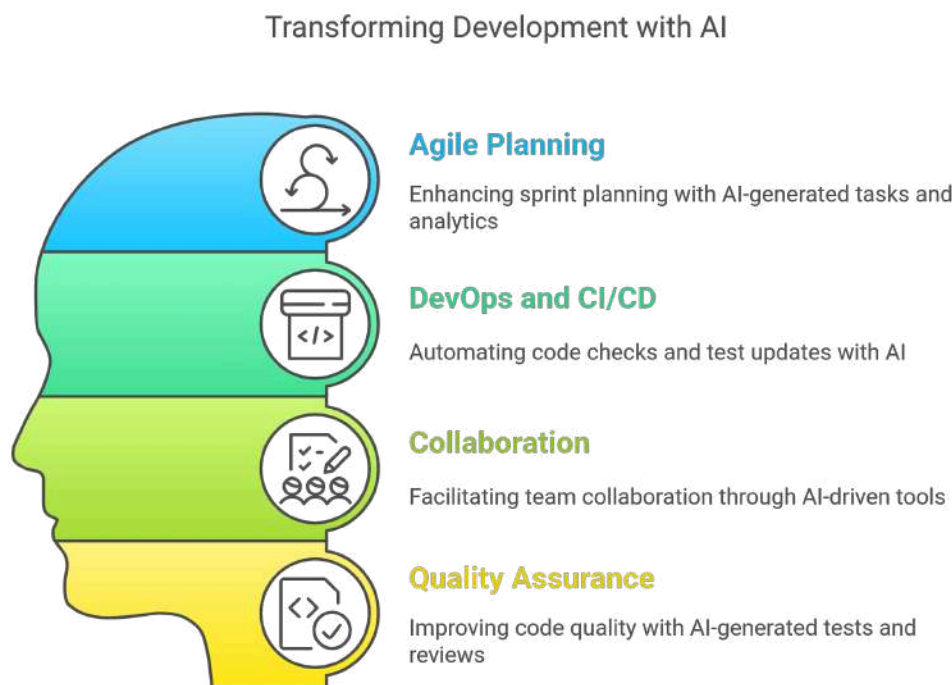 Transforming Development with AI
Agile Planning
Enhancing sprint planning with AI-generated tasks and
analytics
DevOps and CI/CD
</>
Automating code checks and test updates with AI
Collaboration
Facilitating team collaboration through AI-driven tools
Quality Assurance
<>
Improving code quality with AI-generated tests and
reviews